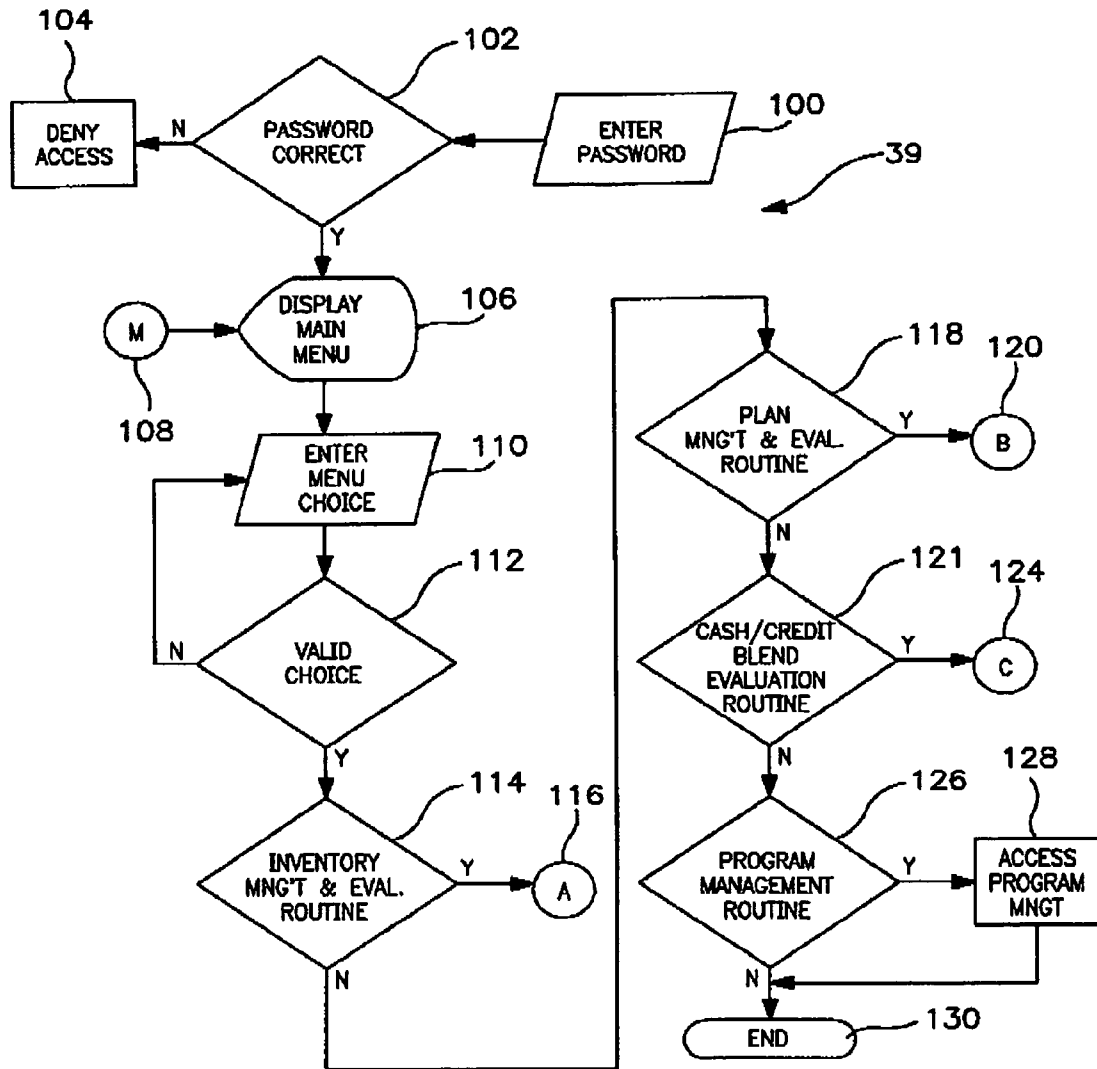 104
102
100
DENY
ACCESS
N
PASSWORD
CORRECT
ENTER
PASSWORD
39
Y
M
108
DISPLAY
MAIN
MENU
106
ENTER
MENU
CHOICE
110
112
VALID
CHOICE
N
Y
114
116
INVENTORY
MNG'T & EVAL.
ROUTINE
Y
A
N
118
120
PLAN
MNG'T & EVAL.
ROUTINE
Y
B
N
121
124
CASH/CREDIT
BLEND
EVALUATION
ROUTINE
Y
C
N
126
128
PROGRAM
MANAGEMENT
ROUTINE
Y
ACCESS
PROGRAM
MNGT
N
END
130